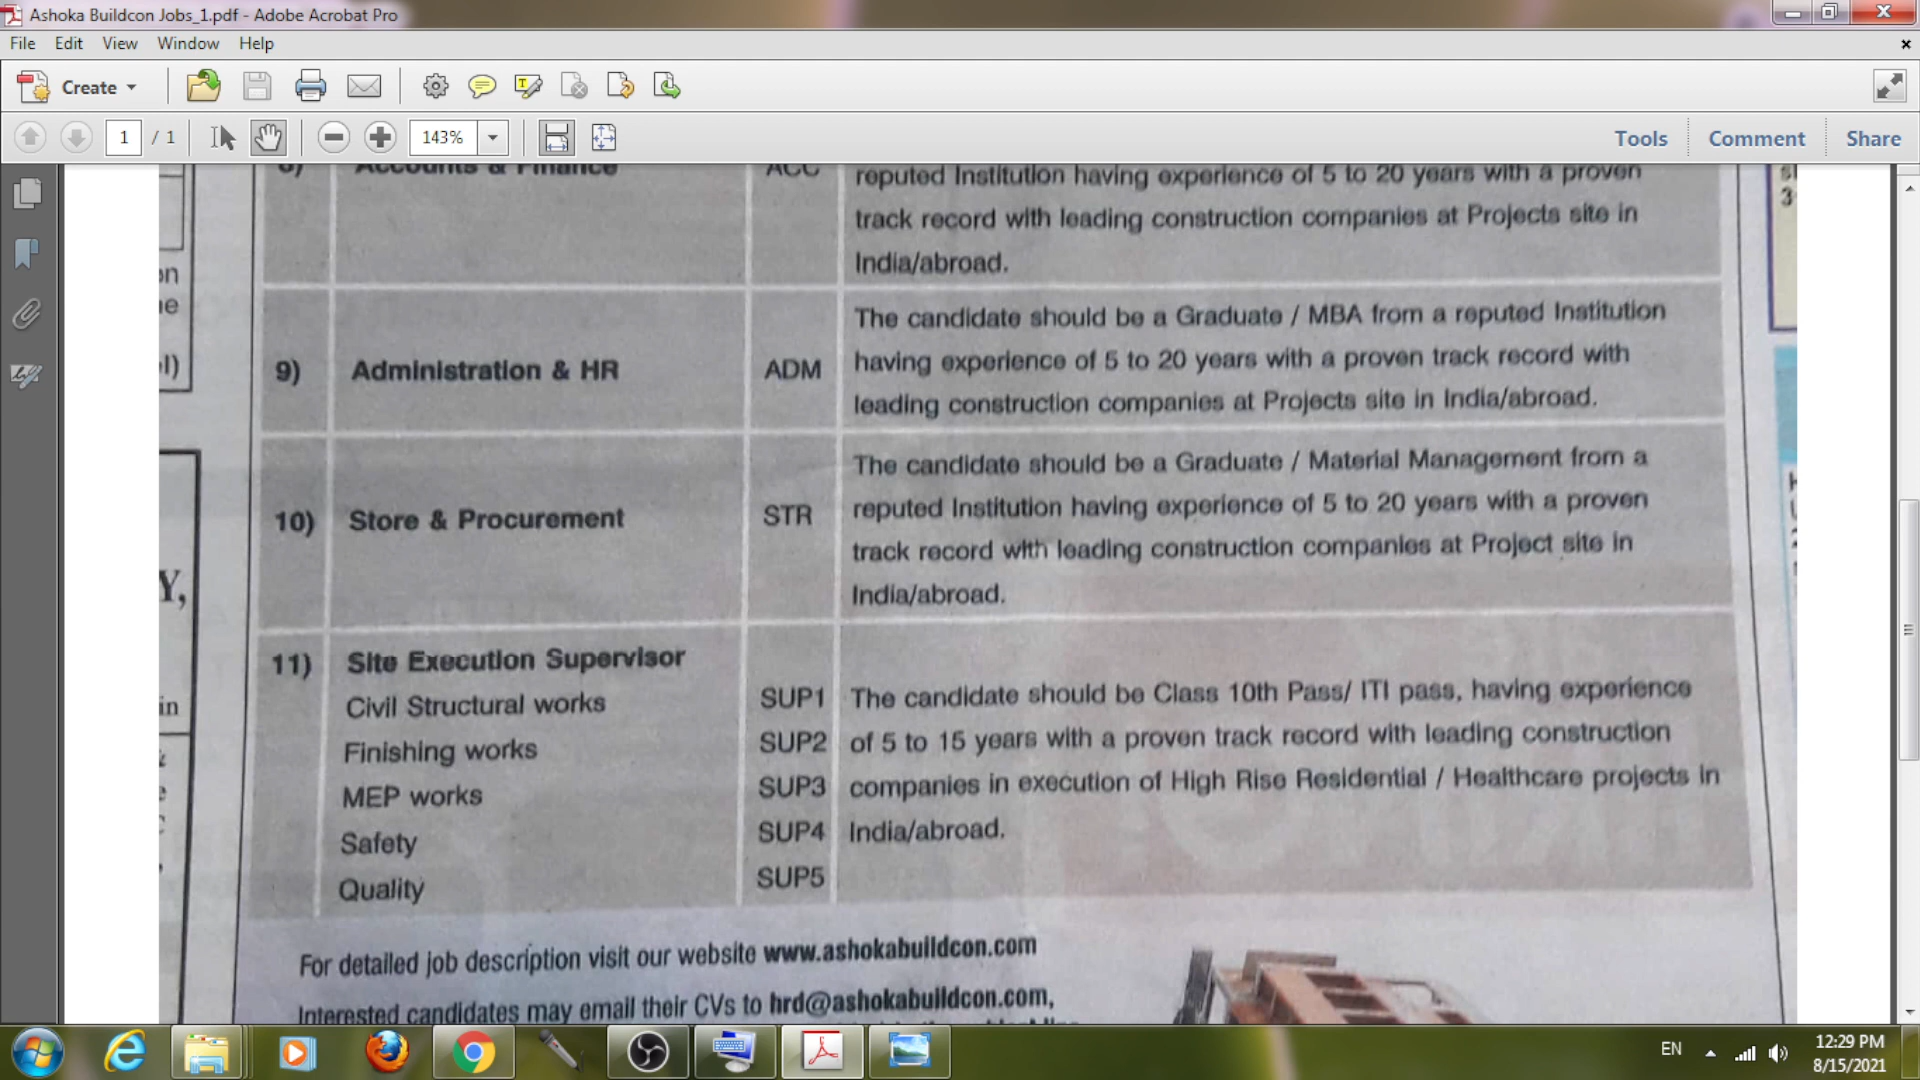 Ashoka Buildcon Jobs_1.pdf - Adobe Acrobat Pro
File Edit View Window Help
Create
1 / 1 143% Tools Comment Share
8) Accounts & Finance ACC reputed Institution having experience of 5 to 20 years with a proven
track record with leading construction companies at Projects site in
India/abroad.
9) Administration & HR ADM The candidate should be a Graduate / MBA from a reputed Institution
having experience of 5 to 20 years with a proven track record with
leading construction companies at Projects site in India/abroad.
10) Store & Procurement STR The candidate should be a Graduate / Material Management from a
reputed Institution having experience of 5 to 20 years with a proven
track record with leading construction companies at Project site in
India/abroad.
11) Site Execution Supervisor
Civil Structural works SUP1 The candidate should be Class 10th Pass/ ITI pass, having experience
Finishing works SUP2 of 5 to 15 years with a proven track record with leading construction
MEP works SUP3 companies in execution of High Rise Residential / Healthcare projects in
Safety SUP4 India/abroad.
Quality SUP5
For detailed job description visit our website www.ashokabuildcon.com
Interested candidates may email their CVs to hrd@ashokabuildcon.com,
EN 12:29 PM
8/15/2021